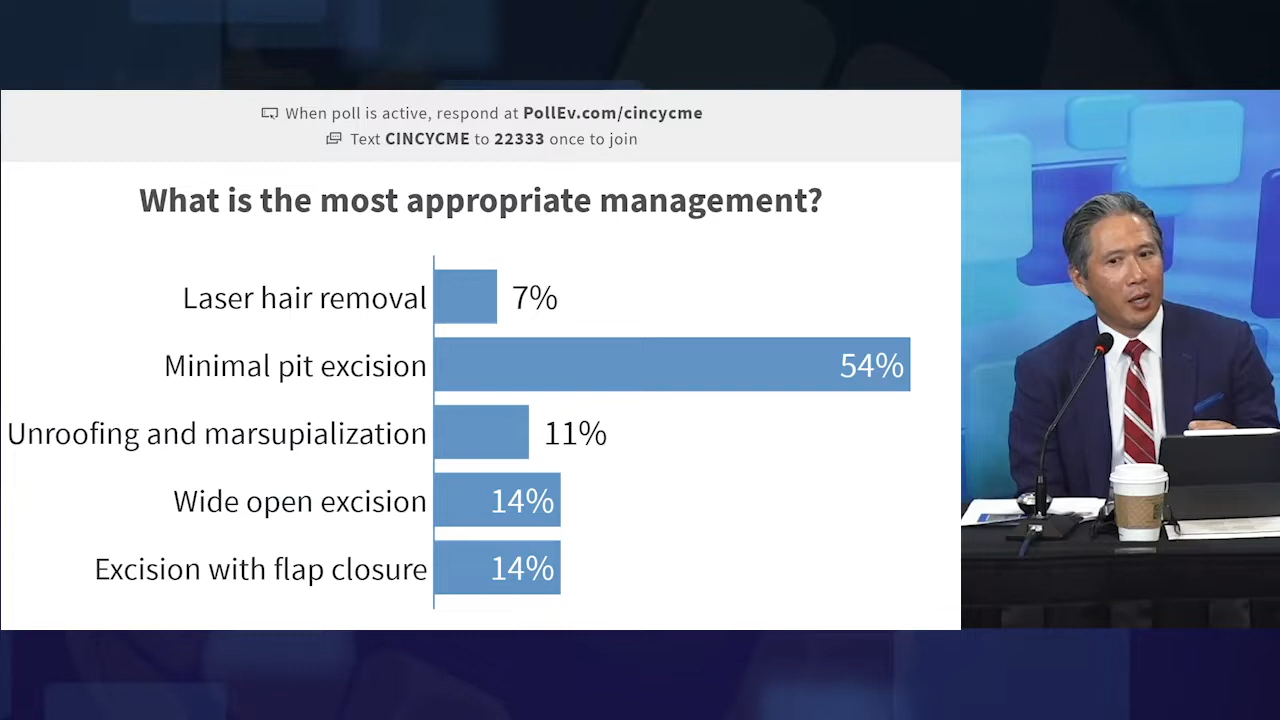 When poll is active, respond at PollEv.com/cincycme
Text CINCYCME to 22333 once to join
What is the most appropriate management?
Laser hair removal 7%
Minimal pit excision 54%
Unroofing and marsupialization 11%
Wide open excision 14%
Excision with flap closure 14%